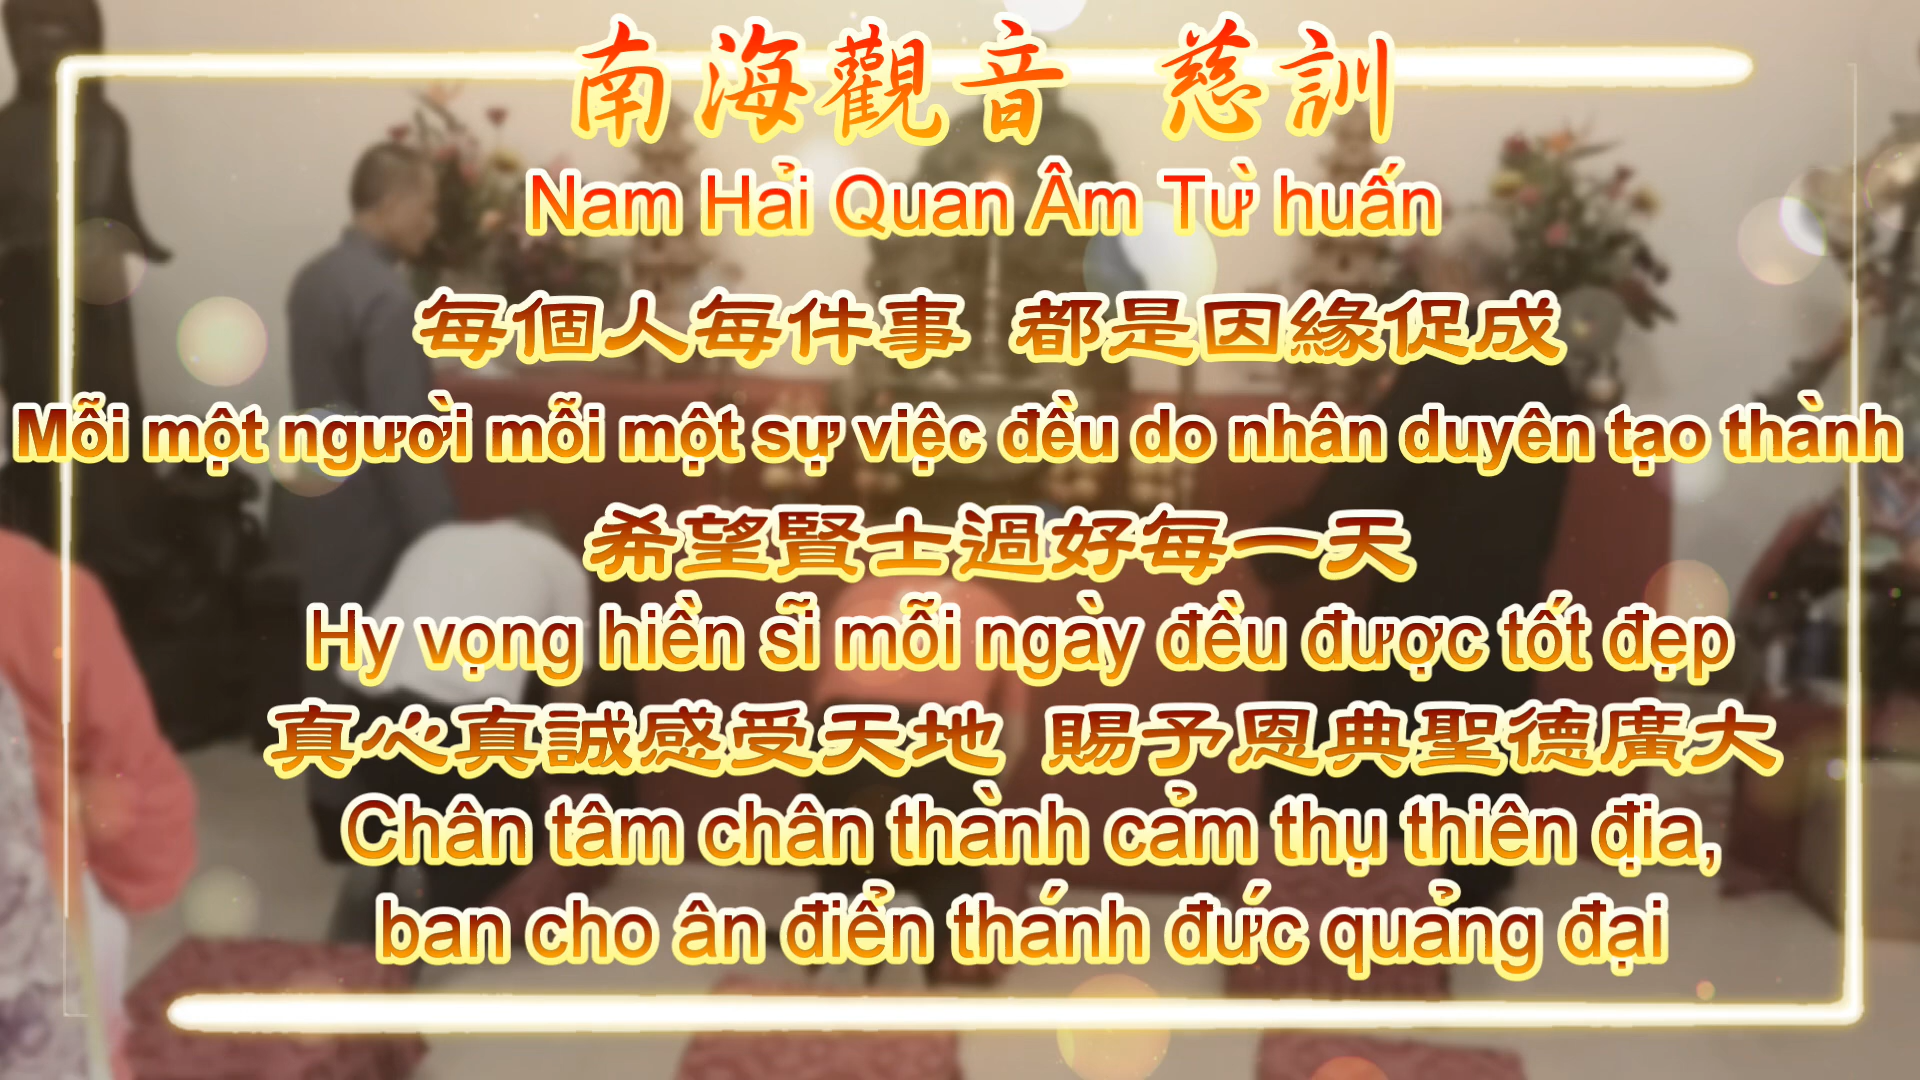 南海觀音 慈訓
Nam Hải Quan Âm Từ huấn
每個人每件事 都是因緣促成
Mỗi một người mỗi một sự việc đều do nhân duyên tạo thành
希望賢士過好每一天
Hy vọng hiền sĩ mỗi ngày đều được tốt đẹp
真心真誠感受天地 賜予恩典聖德廣大
Chân tâm chân thành cảm thụ thiên địa,
ban cho ân điển thánh đức quảng đại